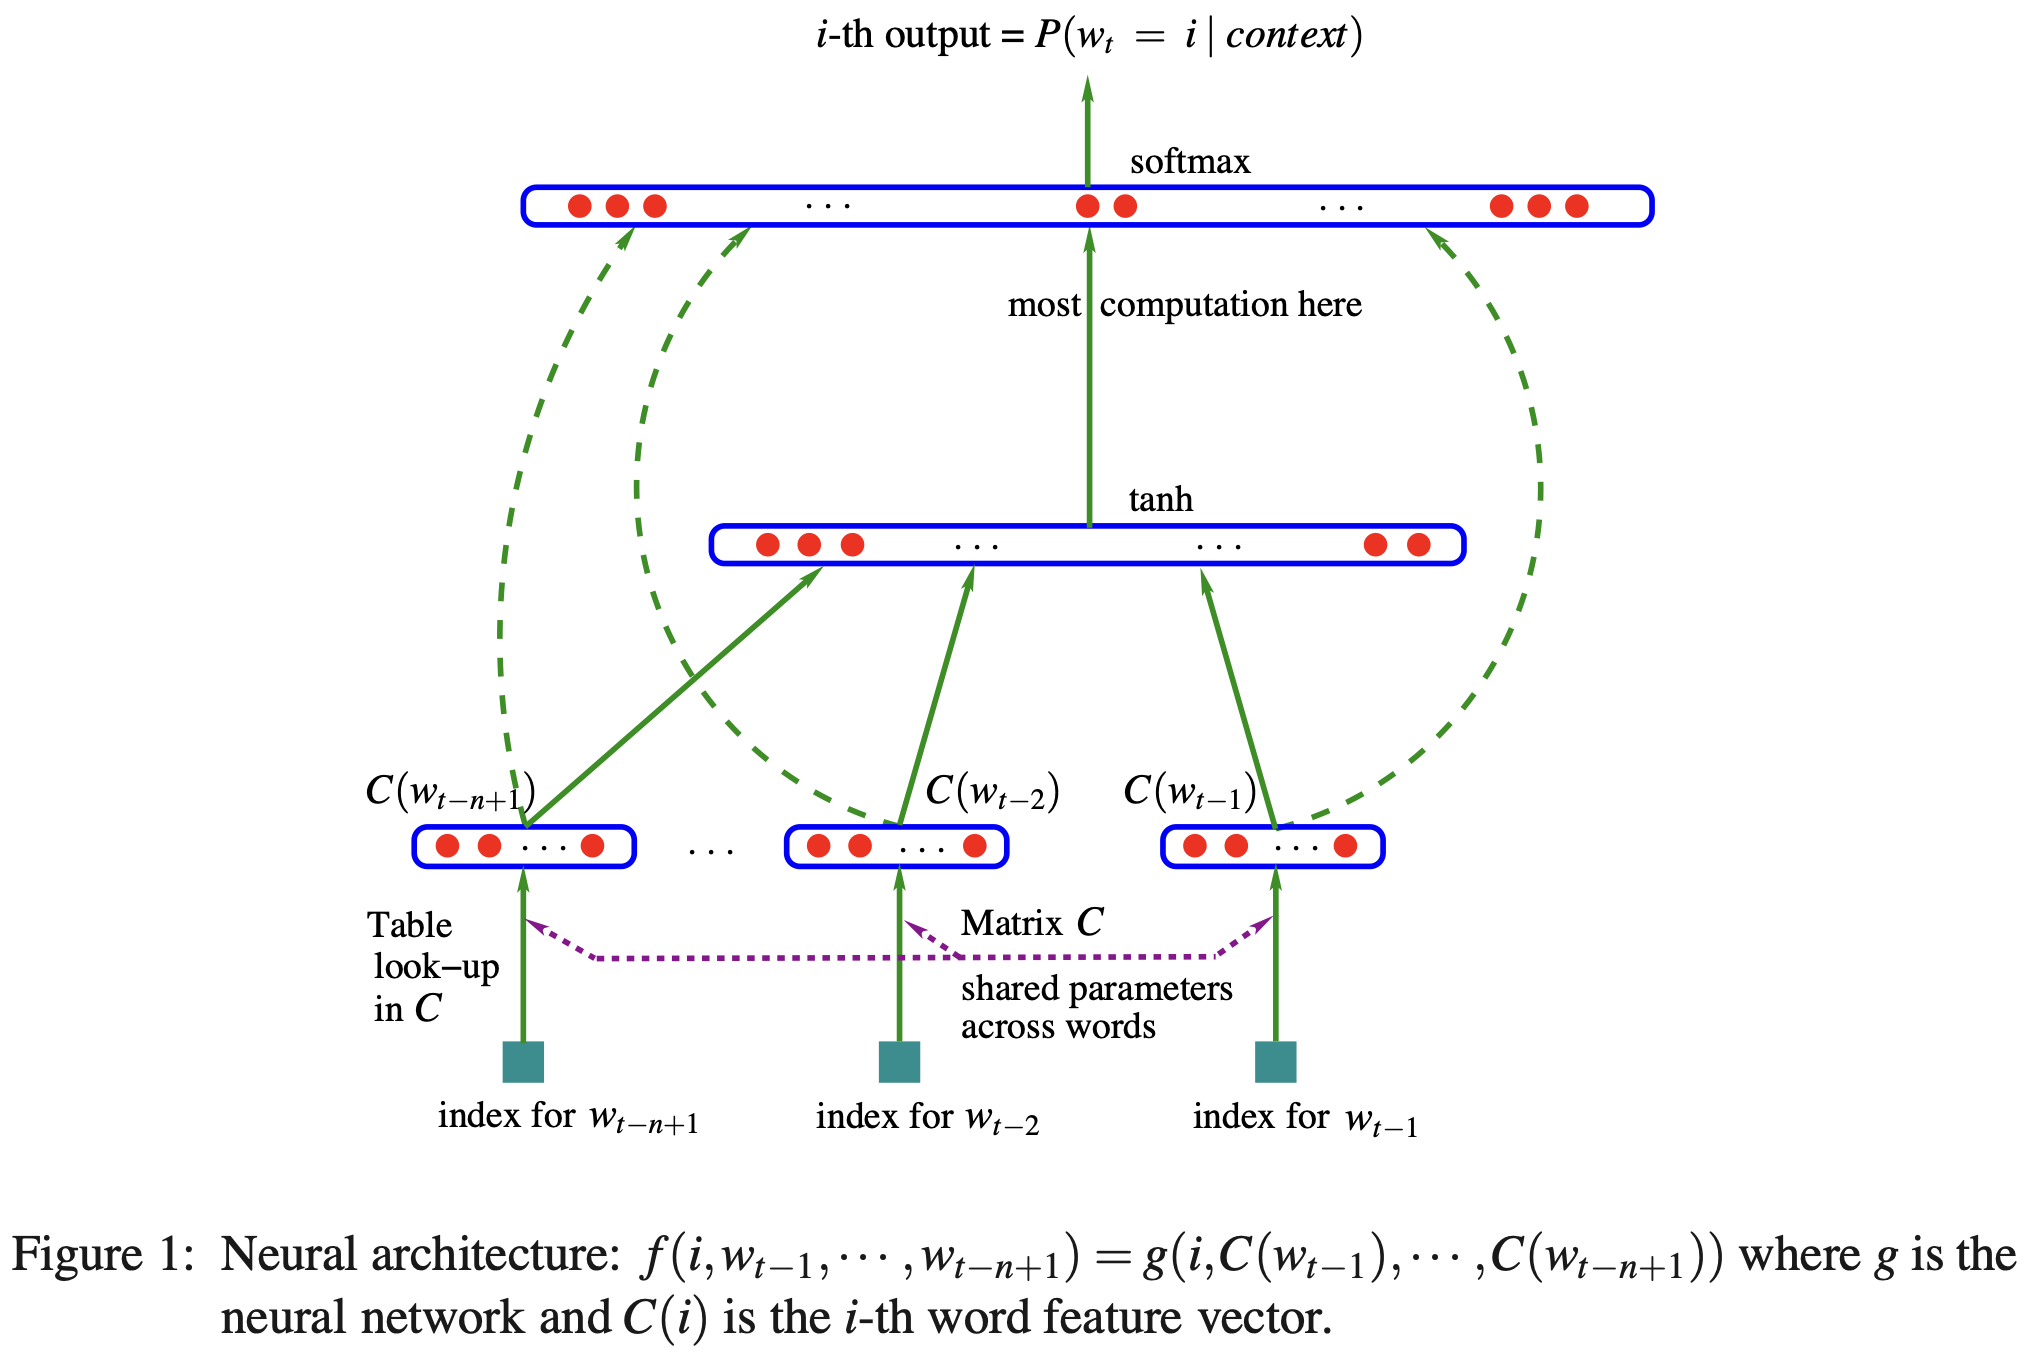 i-th output = P(w_t = i | context)
softmax
· · ·
· · ·
most computation here
tanh
· · ·
· · ·
C(w_{t−n+1})
C(w_{t−2})
C(w_{t−1})
· · ·
· · ·
· · ·
· · ·
Table
look−up
in C
Matrix C
shared parameters
across words
index for w_{t−n+1}
index for w_{t−2}
index for w_{t−1}
Figure 1: Neural architecture: f(i,w_{t−1},··· ,w_{t−n+1}) = g(i,C(w_{t−1}),··· ,C(w_{t−n+1})) where g is the
neural network and C(i) is the i-th word feature vector.